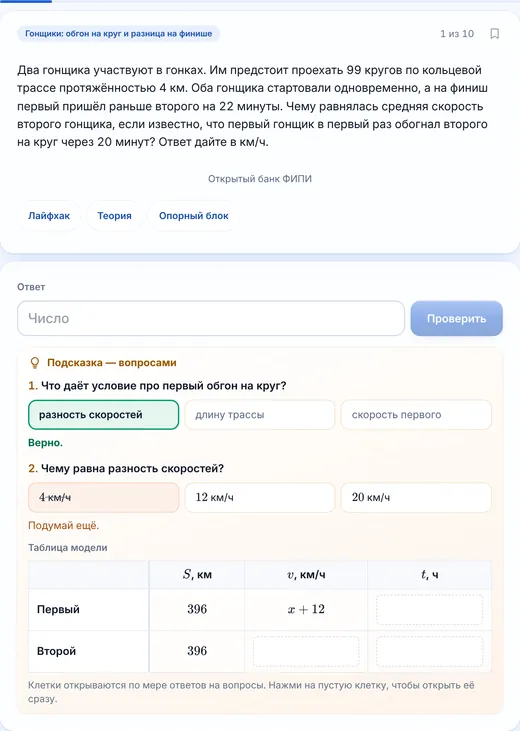 Гонщики: обгон на круг и разница на финише
1 из 10
Два гонщика участвуют в гонках. Им предстоит проехать 99 кругов по кольцевой
трассе протяжённостью 4 км. Оба гонщика стартовали одновременно, а на финиш
первый пришёл раньше второго на 22 минуты. Чему равнялась средняя скорость
второго гонщика, если известно, что первый гонщик в первый раз обогнал второго
на круг через 20 минут? Ответ дайте в км/ч.
Открытый банк ФИПИ
Лайфхак Теория Опорный блок
Ответ
Число Проверить
Подсказка — вопросами
1. Что даёт условие про первый обгон на круг?
разность скоростей длину трассы скорость первого
Верно.
2. Чему равна разность скоростей?
4 км/ч 12 км/ч 20 км/ч
Подумай ещё.
Таблица модели
S, км v, км/ч t, ч
Первый 396 x + 12
Второй 396
Клетки открываются по мере ответов на вопросы. Нажми на пустую клетку, чтобы открыть её
сразу.